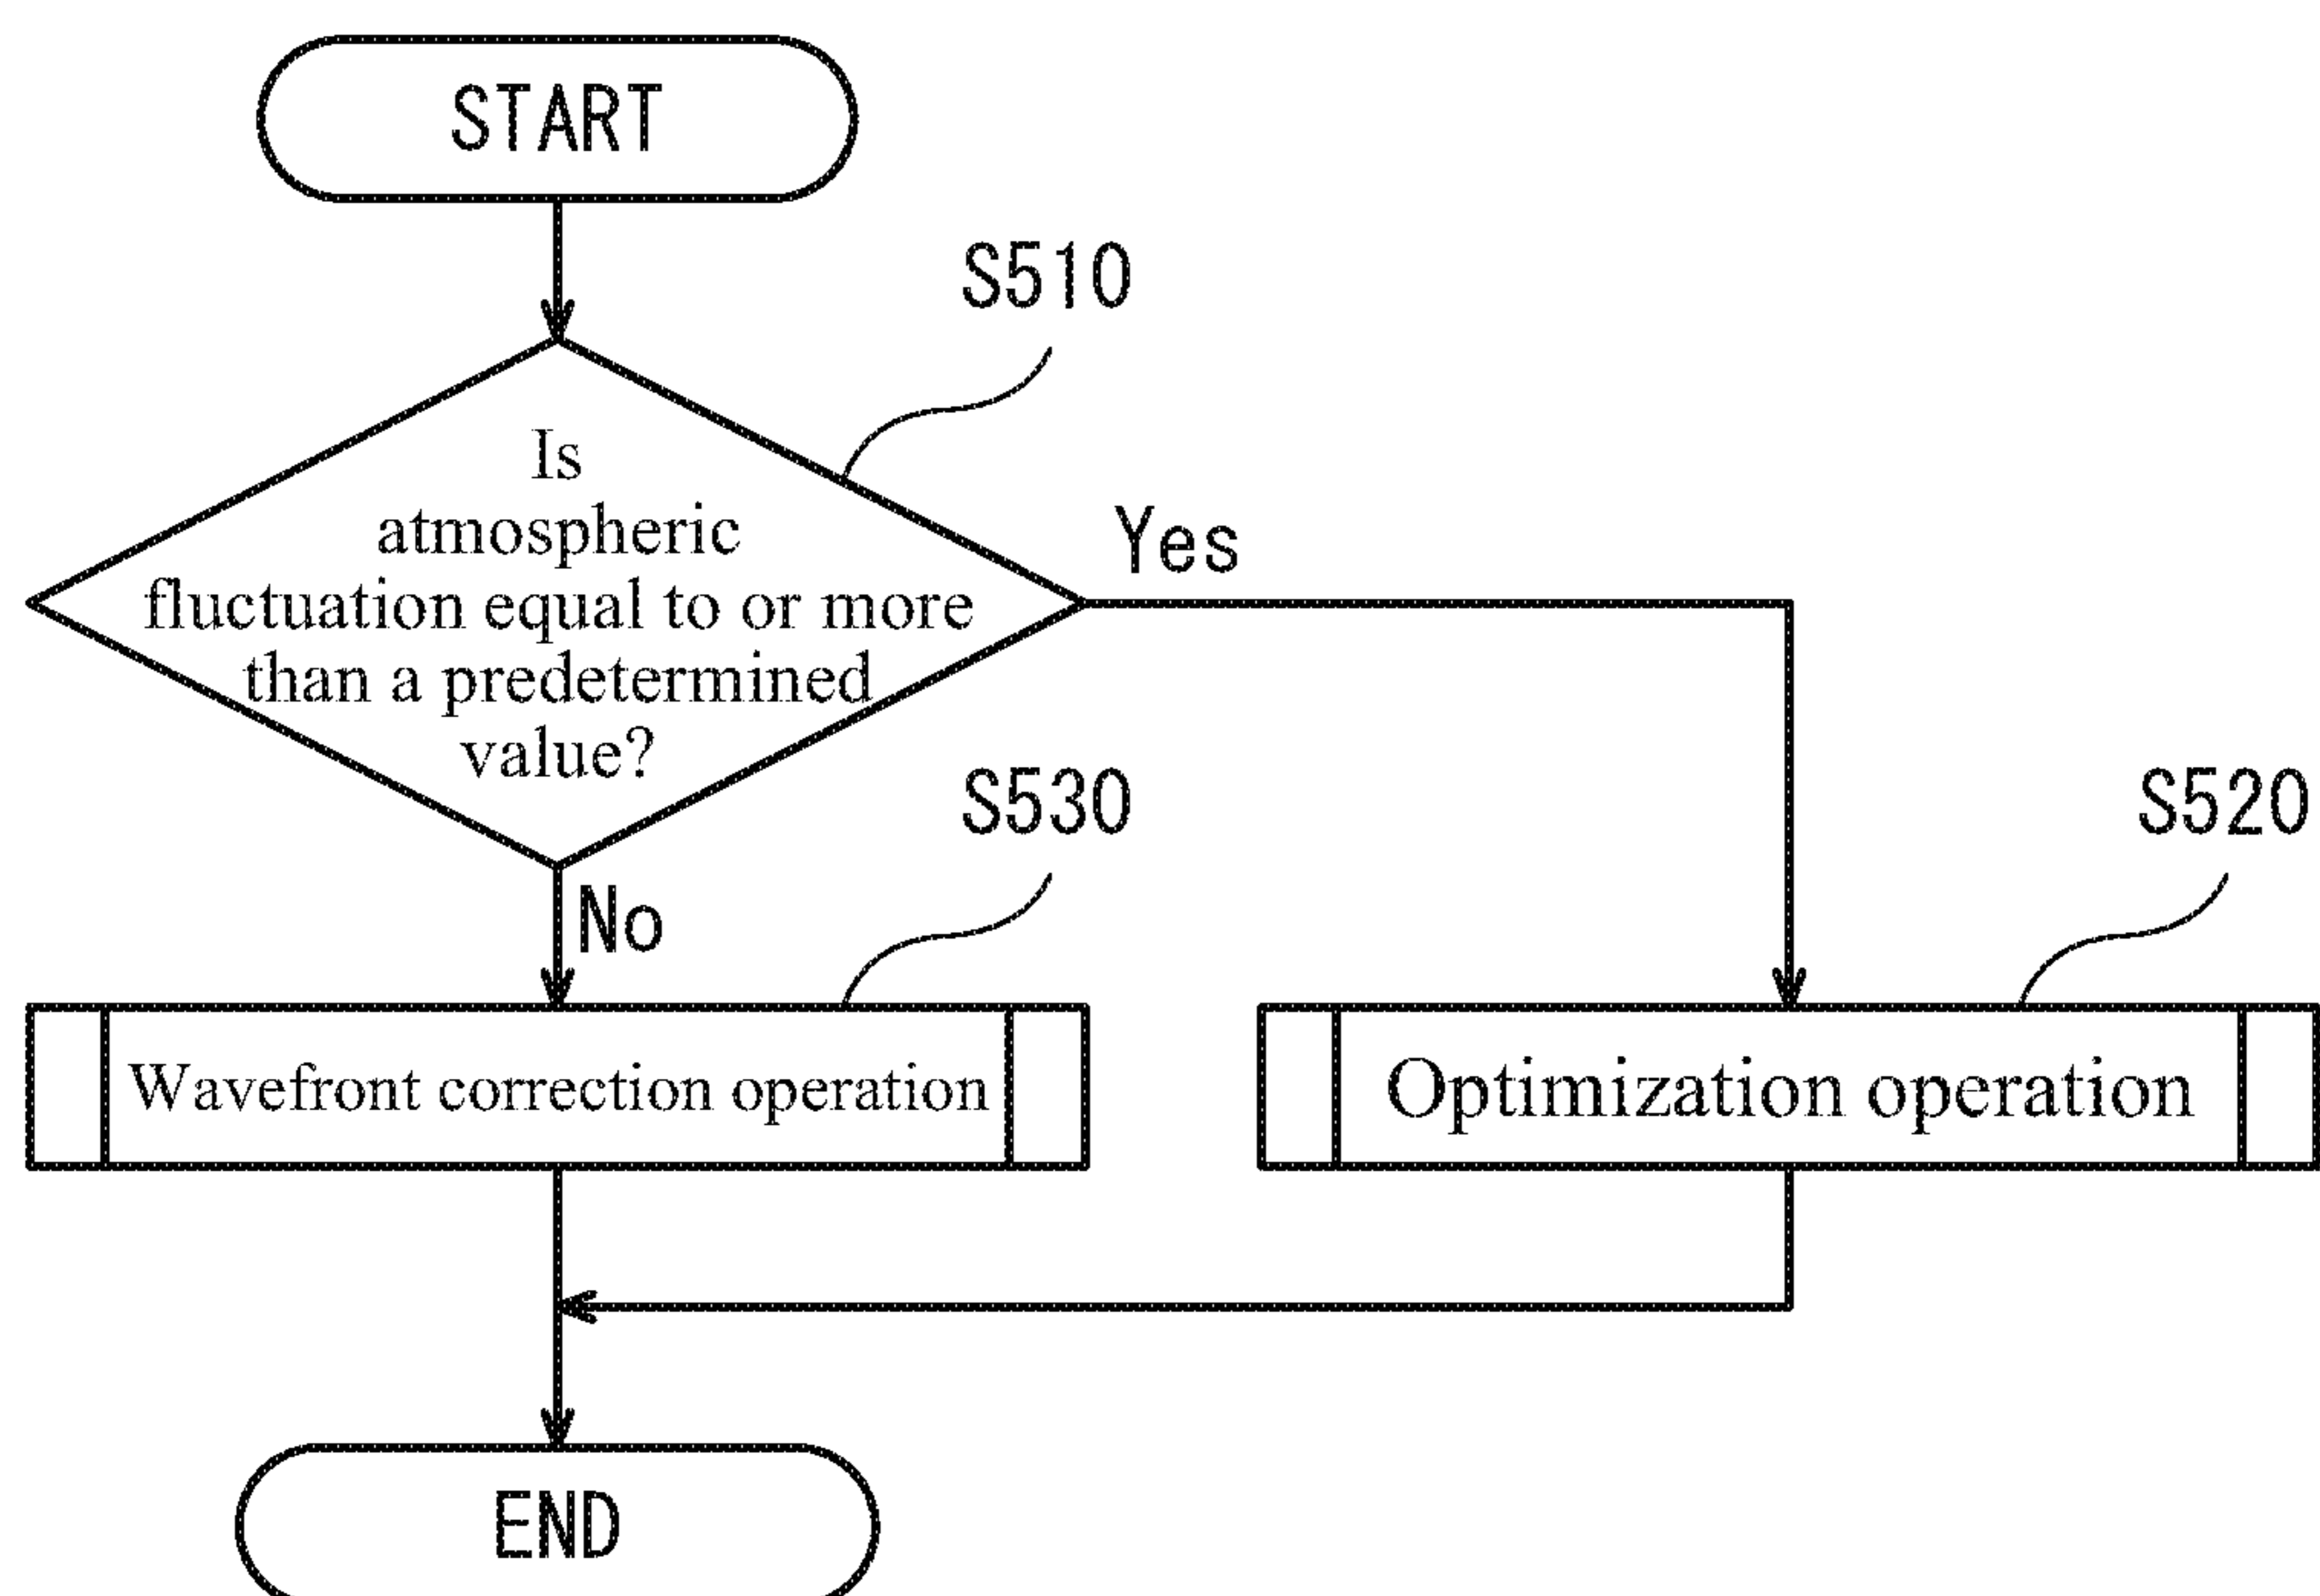 START
S510
Is
atmospheric
fluctuation equal to or more
than a predetermined
value?
Yes
No
S530
S520
Wavefront correction operation
Optimization operation
END